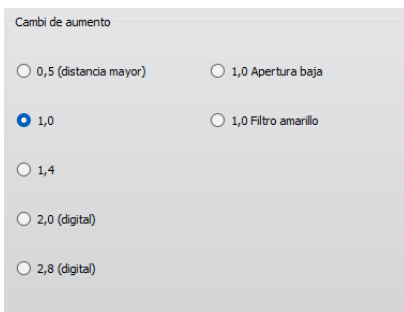 Cambi de aumento
0,5 (distancia mayor)
1,0 Apertura baja
1,0
1,0 Filtro amarillo
1,4
2,0 (digital)
2,8 (digital)